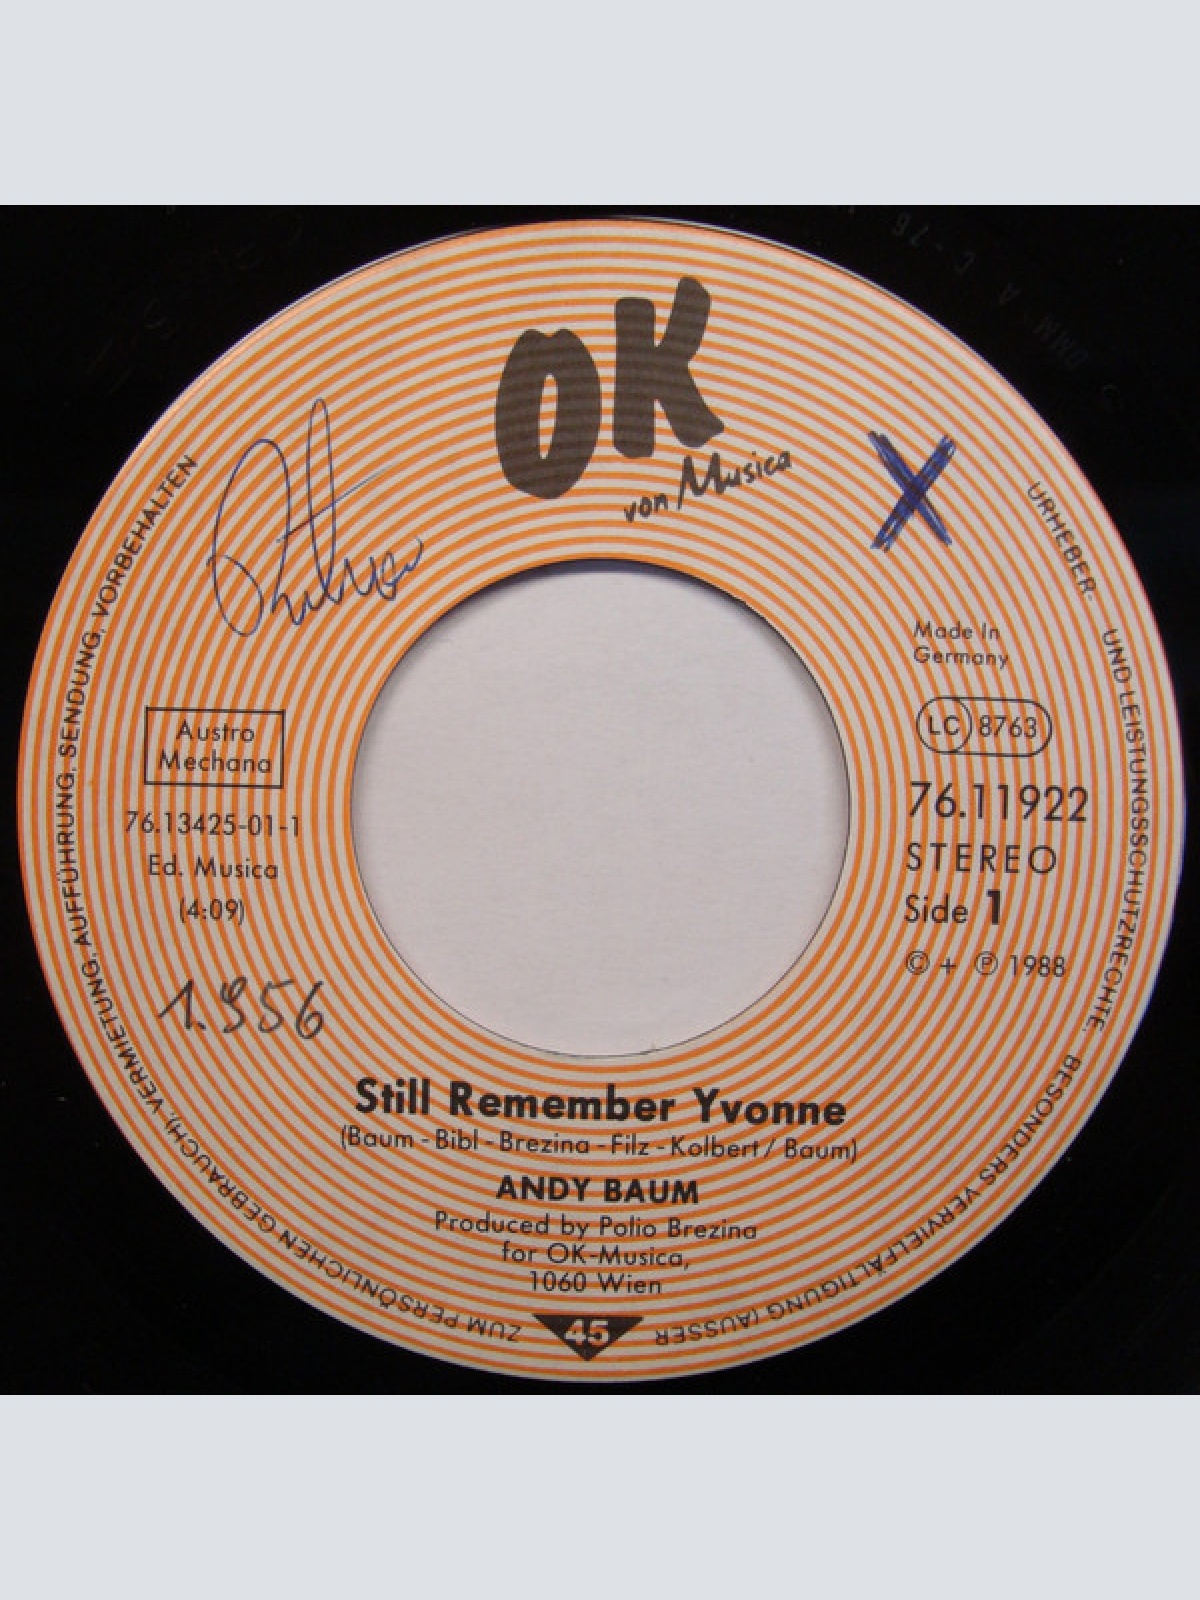 OK
von Musica
Made In
Germany
LC 8763
76.11922
STEREO
Side 1
© + ℗ 1988
Austro
Mechana
76.13425-01-1
Ed. Musica
(4:09)
1.956
Still Remember Yvonne
(Baum - Bibl - Brezina - Filz - Kolbert / Baum)
ANDY BAUM
Produced by Polio Brezina
for OK-Musica,
1060 Wien
45
URHEBER- UND LEISTUNGSSCHUTZRECHTE, BESONDERS VERVIELFÄLTIGUNG (AUSSER ZUM PERSÖNLICHEN GEBRAUCH), VERMIETUNG, AUFFÜHRUNG, SENDUNG, VORBEHALTEN